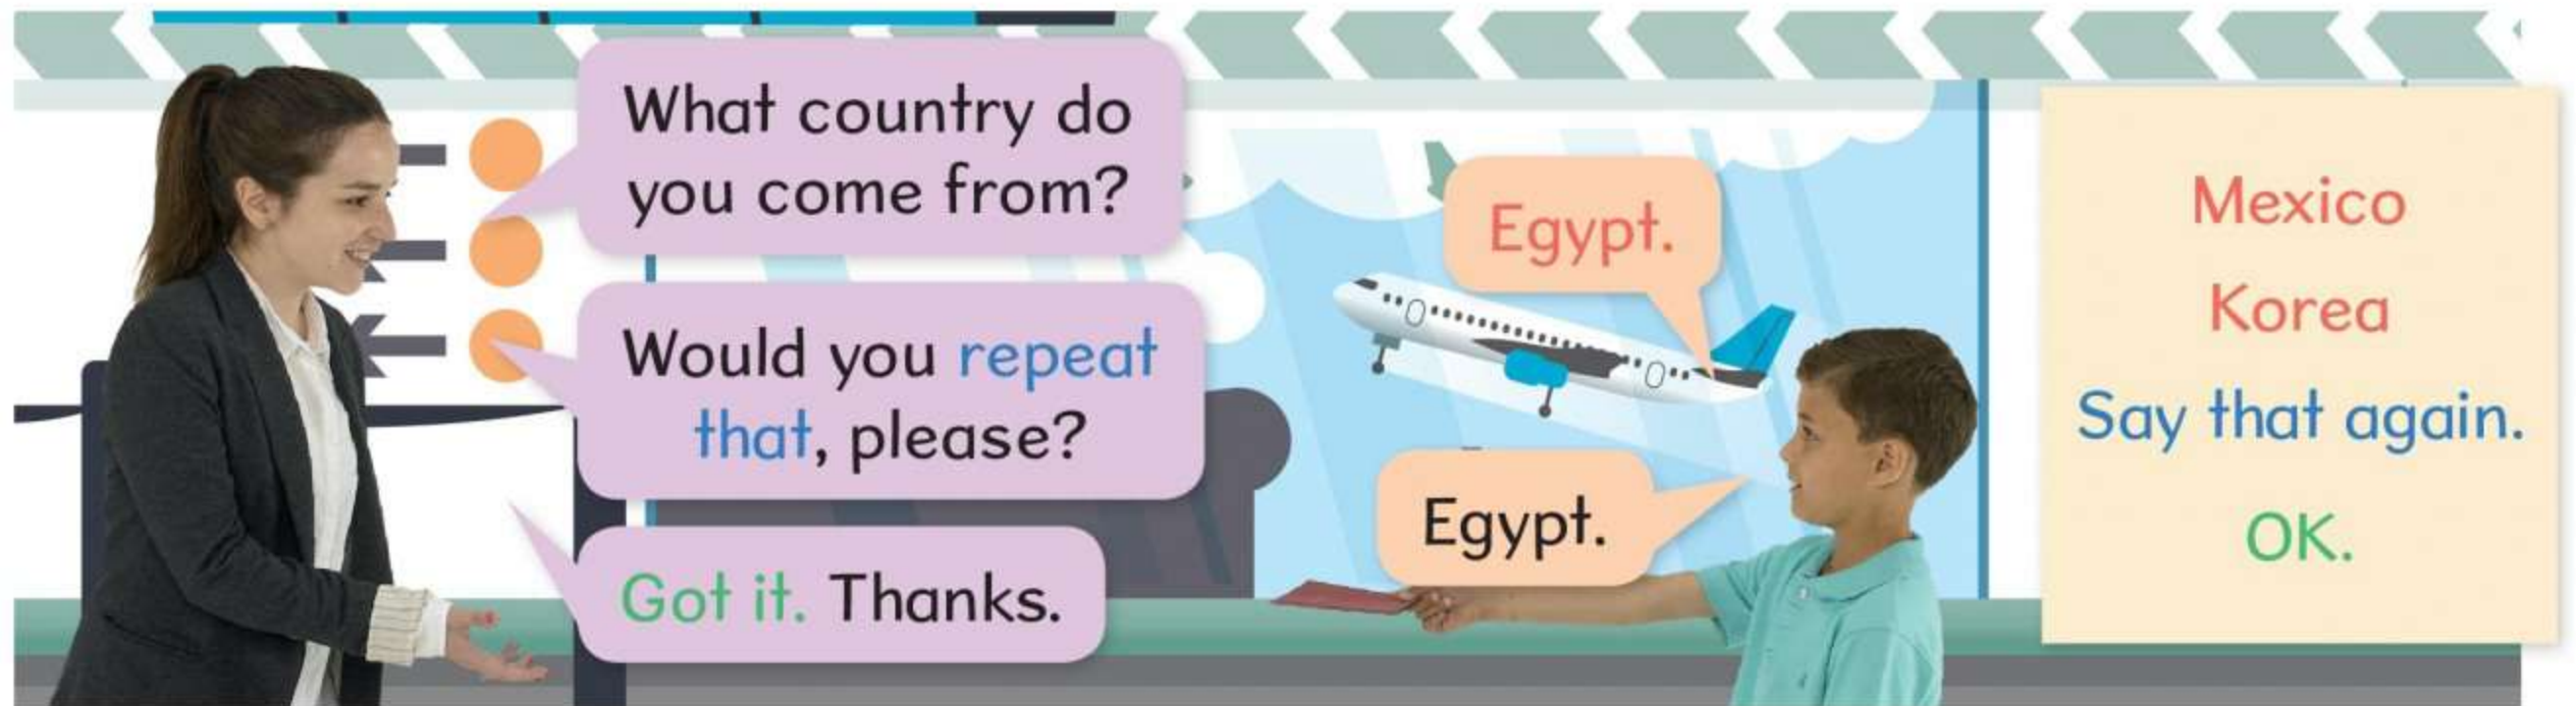 What country do
you come from?
Egypt.
Would you repeat
that, please?
Egypt.
Got it. Thanks.
Mexico
Korea
Say that again.
OK.